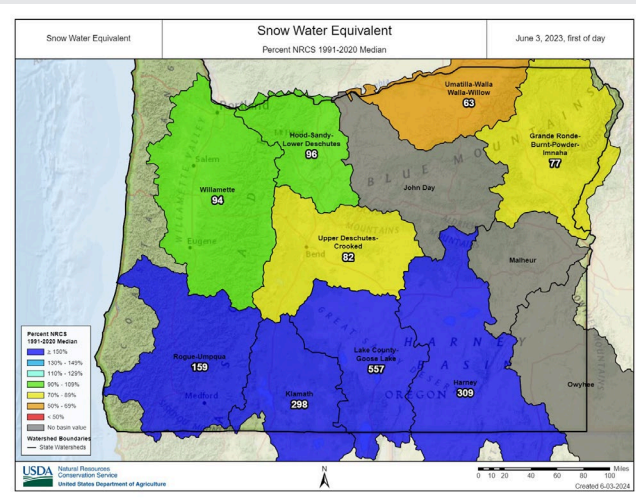 Snow Water Equivalent
Snow Water Equivalent
Percent NRCS 1991-2020 Median
June 3, 2023, first of day
Portland
Umatilla-Walla
Walla-Willow
63
Hood-Sandy-
Lower Deschutes
96
Grande Ronde-
Burnt-Powder-
Imnaha
77
Salem
BLUE MOUNTAINS
John Day
Willamette
94
WILLAMETTE VALLEY
Eugene
Upper Deschutes-
Crooked
82
Bend
MOUNTAINS
Malheur
Rogue-Umpqua
159
Medford
Klamath
298
Lake County-
Goose Lake
557
GREAT
HARNEY
BASIN
OREGON
Harney
309
Owyhee
Percent NRCS
1991-2020 Median
≥ 150%
130% - 149%
110% - 129%
90% - 109%
70% - 89%
50% - 69%
< 50%
No basin value
Watershed Boundaries
State Watersheds
USDA
Natural Resources
Conservation Service
United States Department of Agriculture
N
0 10 20 40 60 80 100
Miles
Created 6-03-2024